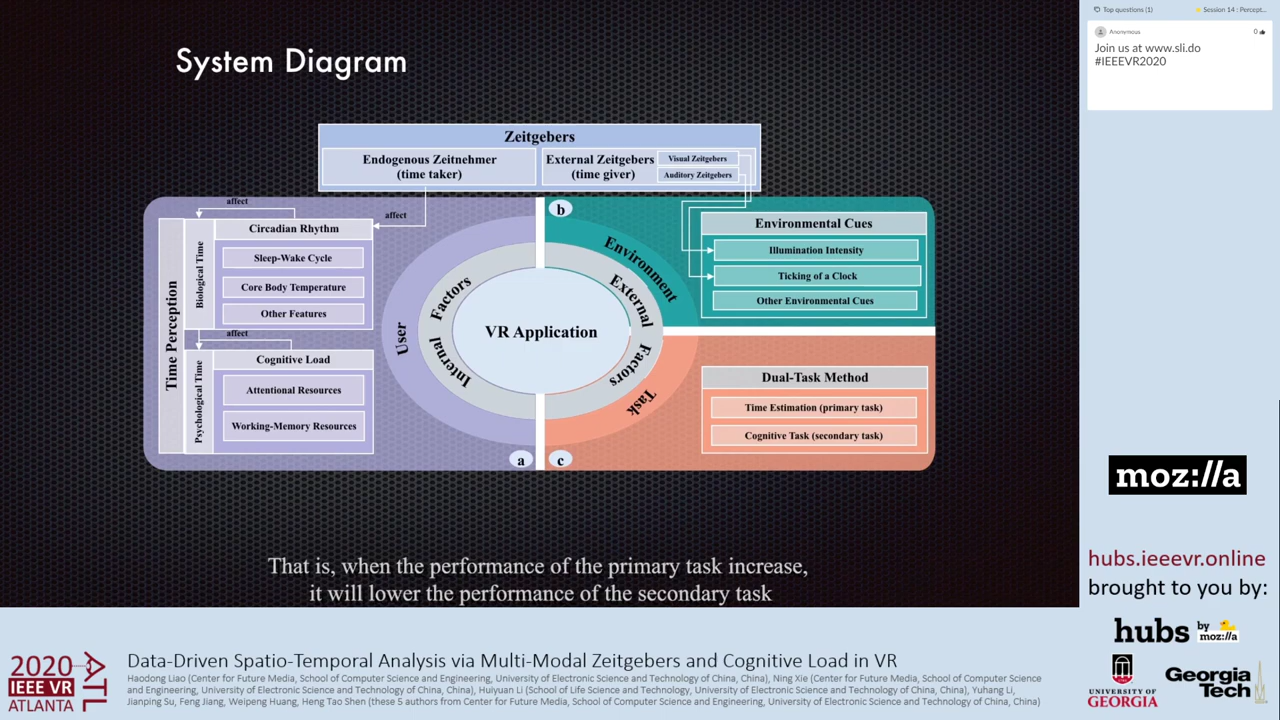 System Diagram
Zeitgebers
Endogenous Zeitnehmer
(time taker)
External Zeitgebers
(time giver)
Visual Zeitgebers
Auditory Zeitgebers
affect
affect
Time Perception
Biological Time
Circadian Rhythm
Sleep-Wake Cycle
Core Body Temperature
Other Features
affect
Psychological Time
Cognitive Load
Attentional Resources
Working-Memory Resources
User
Internal
Factors
VR Application
External
Factors
Environment
Task
a
b
c
Environmental Cues
Illumination Intensity
Ticking of a Clock
Other Environmental Cues
Dual-Task Method
Time Estimation (primary task)
Cognitive Task (secondary task)
That is, when the performance of the primary task increase,
it will lower the performance of the secondary task
Top questions (1)
Session 14 : Percept...
Anonymous
0
Join us at www.sli.do
#IEEEVR2020
moz://a
hubs.ieeevr.online
brought to you by:
hubs by moz://a
UNIVERSITY OF
GEORGIA
Georgia
Tech
2020
IEEE VR
ATLANTA
ATL
Data-Driven Spatio-Temporal Analysis via Multi-Modal Zeitgebers and Cognitive Load in VR
Haodong Liao (Center for Future Media, School of Computer Science and Engineering, University of Electronic Science and Technology of China, China), Ning Xie (Center for Future Media, School of Computer Science
and Engineering, University of Electronic Science and Technology of China, China), Huiyuan Li (School of Life Science and Technology, University of Electronic Science and Technology of China, China), Yuhang Li,
Jianping Su, Feng Jiang, Weipeng Huang, Heng Tao Shen (these 5 authors from Center for Future Media, School of Computer Science and Engineering, University of Electronic Science and Technology of China, China)